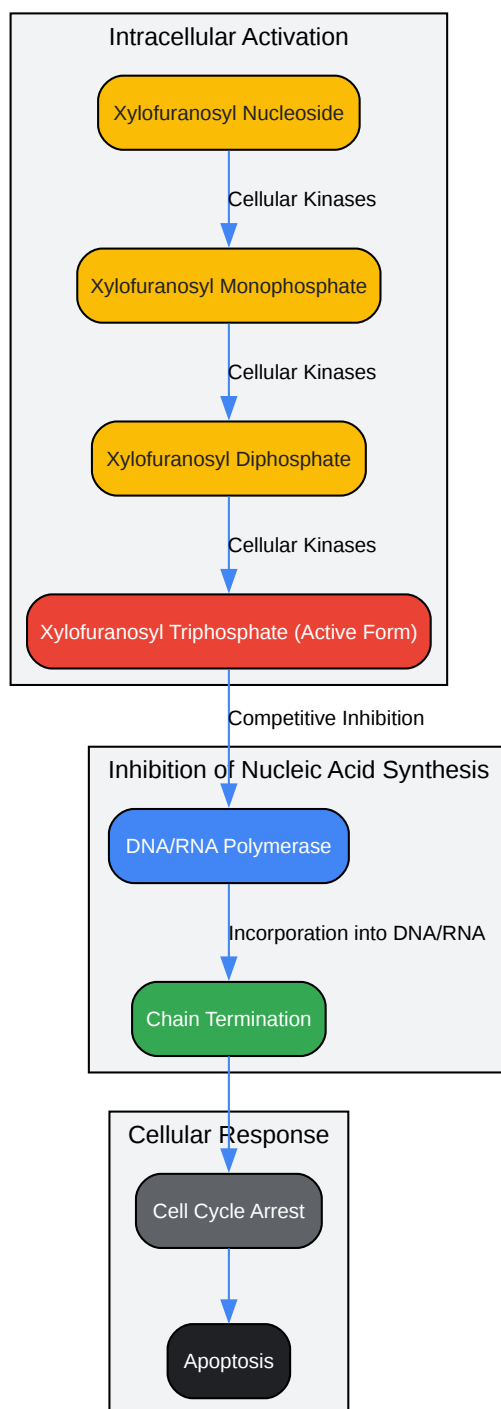 Intracellular Activation
Xylofuranosyl Nucleoside
Cellular Kinases
Xylofuranosyl Monophosphate
Cellular Kinases
Xylofuranosyl Diphosphate
Cellular Kinases
Xylofuranosyl Triphosphate (Active Form)
Competitive Inhibition
Inhibition of Nucleic Acid Synthesis
DNA/RNA Polymerase
Incorporation into DNA/RNA
Chain Termination
Cellular Response
Cell Cycle Arrest
Apoptosis